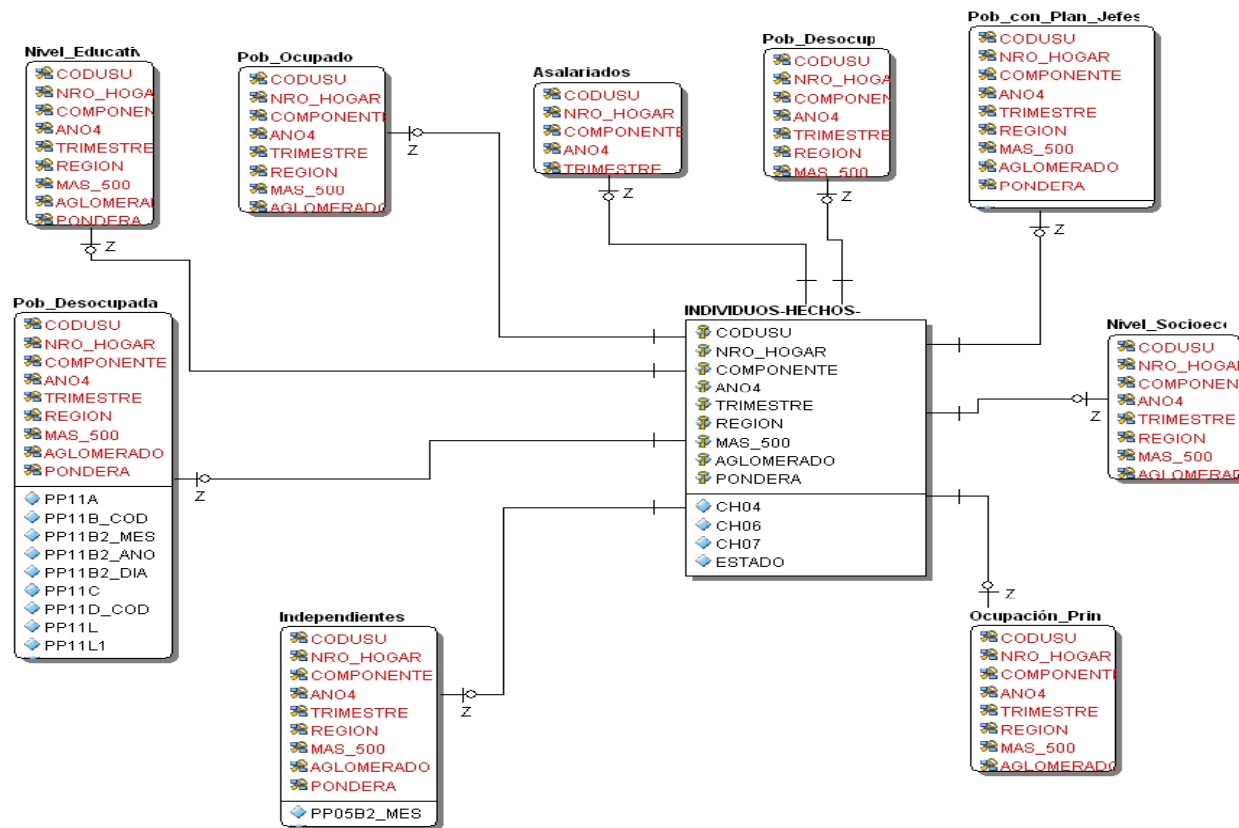 Nivel_Educativ
CODUSU
NRO_HOGA
COMPONEN
ANO4
TRIMESTRE
REGION
MAS_500
AGLOMERA
PONDERA
Pob_Ocupado
CODUSU
NRO_HOGAR
COMPONENTE
ANO4
TRIMESTRE
REGION
MAS_500
AGLOMERADO
Z
Asalariados
CODUSU
NRO_HOGAR
COMPONENTE
ANO4
TRIMESTRE
Z
Pob_Desocup
CODUSU
NRO_HOGA
COMPONEN
ANO4
TRIMESTRE
REGION
MAS_500
Z
Pob_con_Plan_Jefes
CODUSU
NRO_HOGAR
COMPONENTE
ANO4
TRIMESTRE
REGION
MAS_500
AGLOMERADO
PONDERA
Z
Z
Pob_Desocupada
CODUSU
NRO_HOGAR
COMPONENTE
ANO4
TRIMESTRE
REGION
MAS_500
AGLOMERADO
PONDERA
PP11A
PP11B_COD
PP11B2_MES
PP11B2_ANO
PP11B2_DIA
PP11C
PP11D_COD
PP11L
PP11L1
Z
INDIVIDUOS-HECHOS-
CODUSU
NRO_HOGAR
COMPONENTE
ANO4
TRIMESTRE
REGION
MAS_500
AGLOMERADO
PONDERA
CH04
CH06
CH07
ESTADO
Nivel_Socioec
CODUSU
NRO_HOGA
COMPONEN
ANO4
TRIMESTRE
REGION
MAS_500
AGLOMERAD
Z
Independientes
CODUSU
NRO_HOGAR
COMPONENTE
ANO4
TRIMESTRE
REGION
MAS_500
AGLOMERADO
PONDERA
PP05B2_MES
Z
Z
Ocupación_Prin
CODUSU
NRO_HOGAR
COMPONENTE
ANO4
TRIMESTRE
REGION
MAS_500
AGLOMERADO